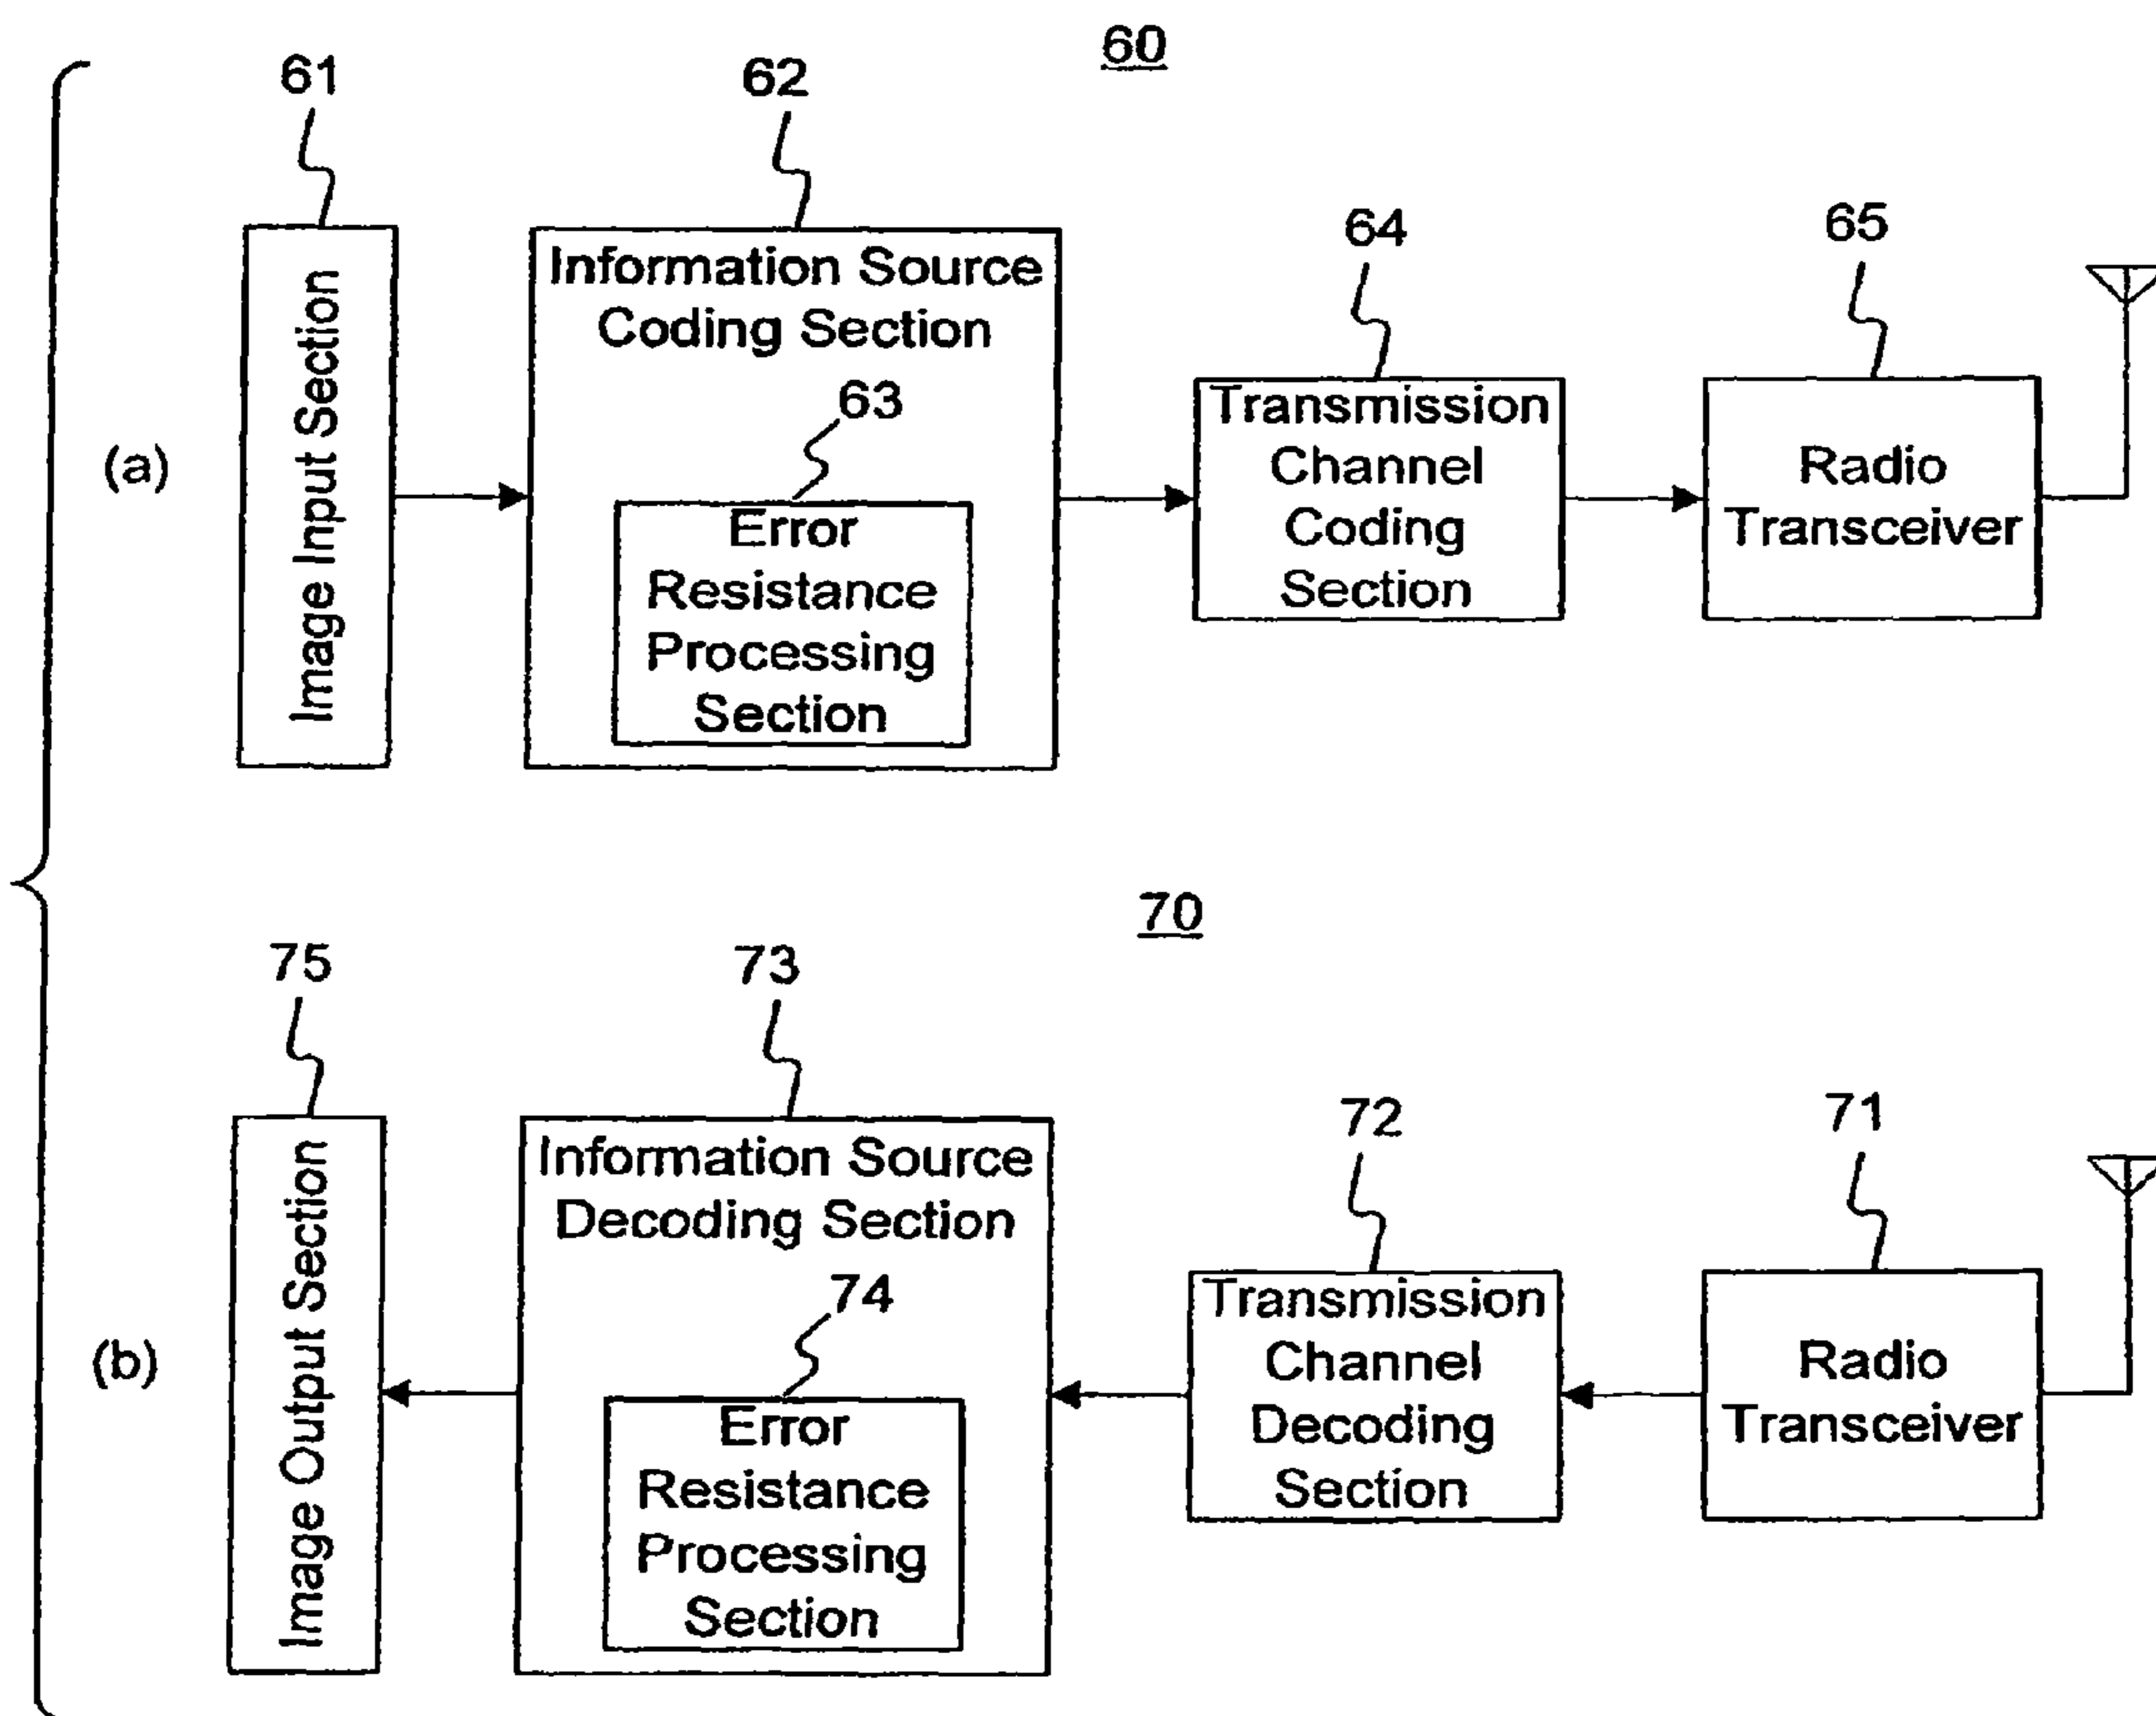 60
61
62
64
65
(a)
Image Input Section
Information Source
Coding Section
63
Error
Resistance
Processing
Section
Transmission
Channel
Coding
Section
Radio
Transceiver
70
75
73
72
71
(b)
Image Output Section
Information Source
Decoding Section
74
Error
Resistance
Processing
Section
Transmission
Channel
Decoding
Section
Radio
Transceiver